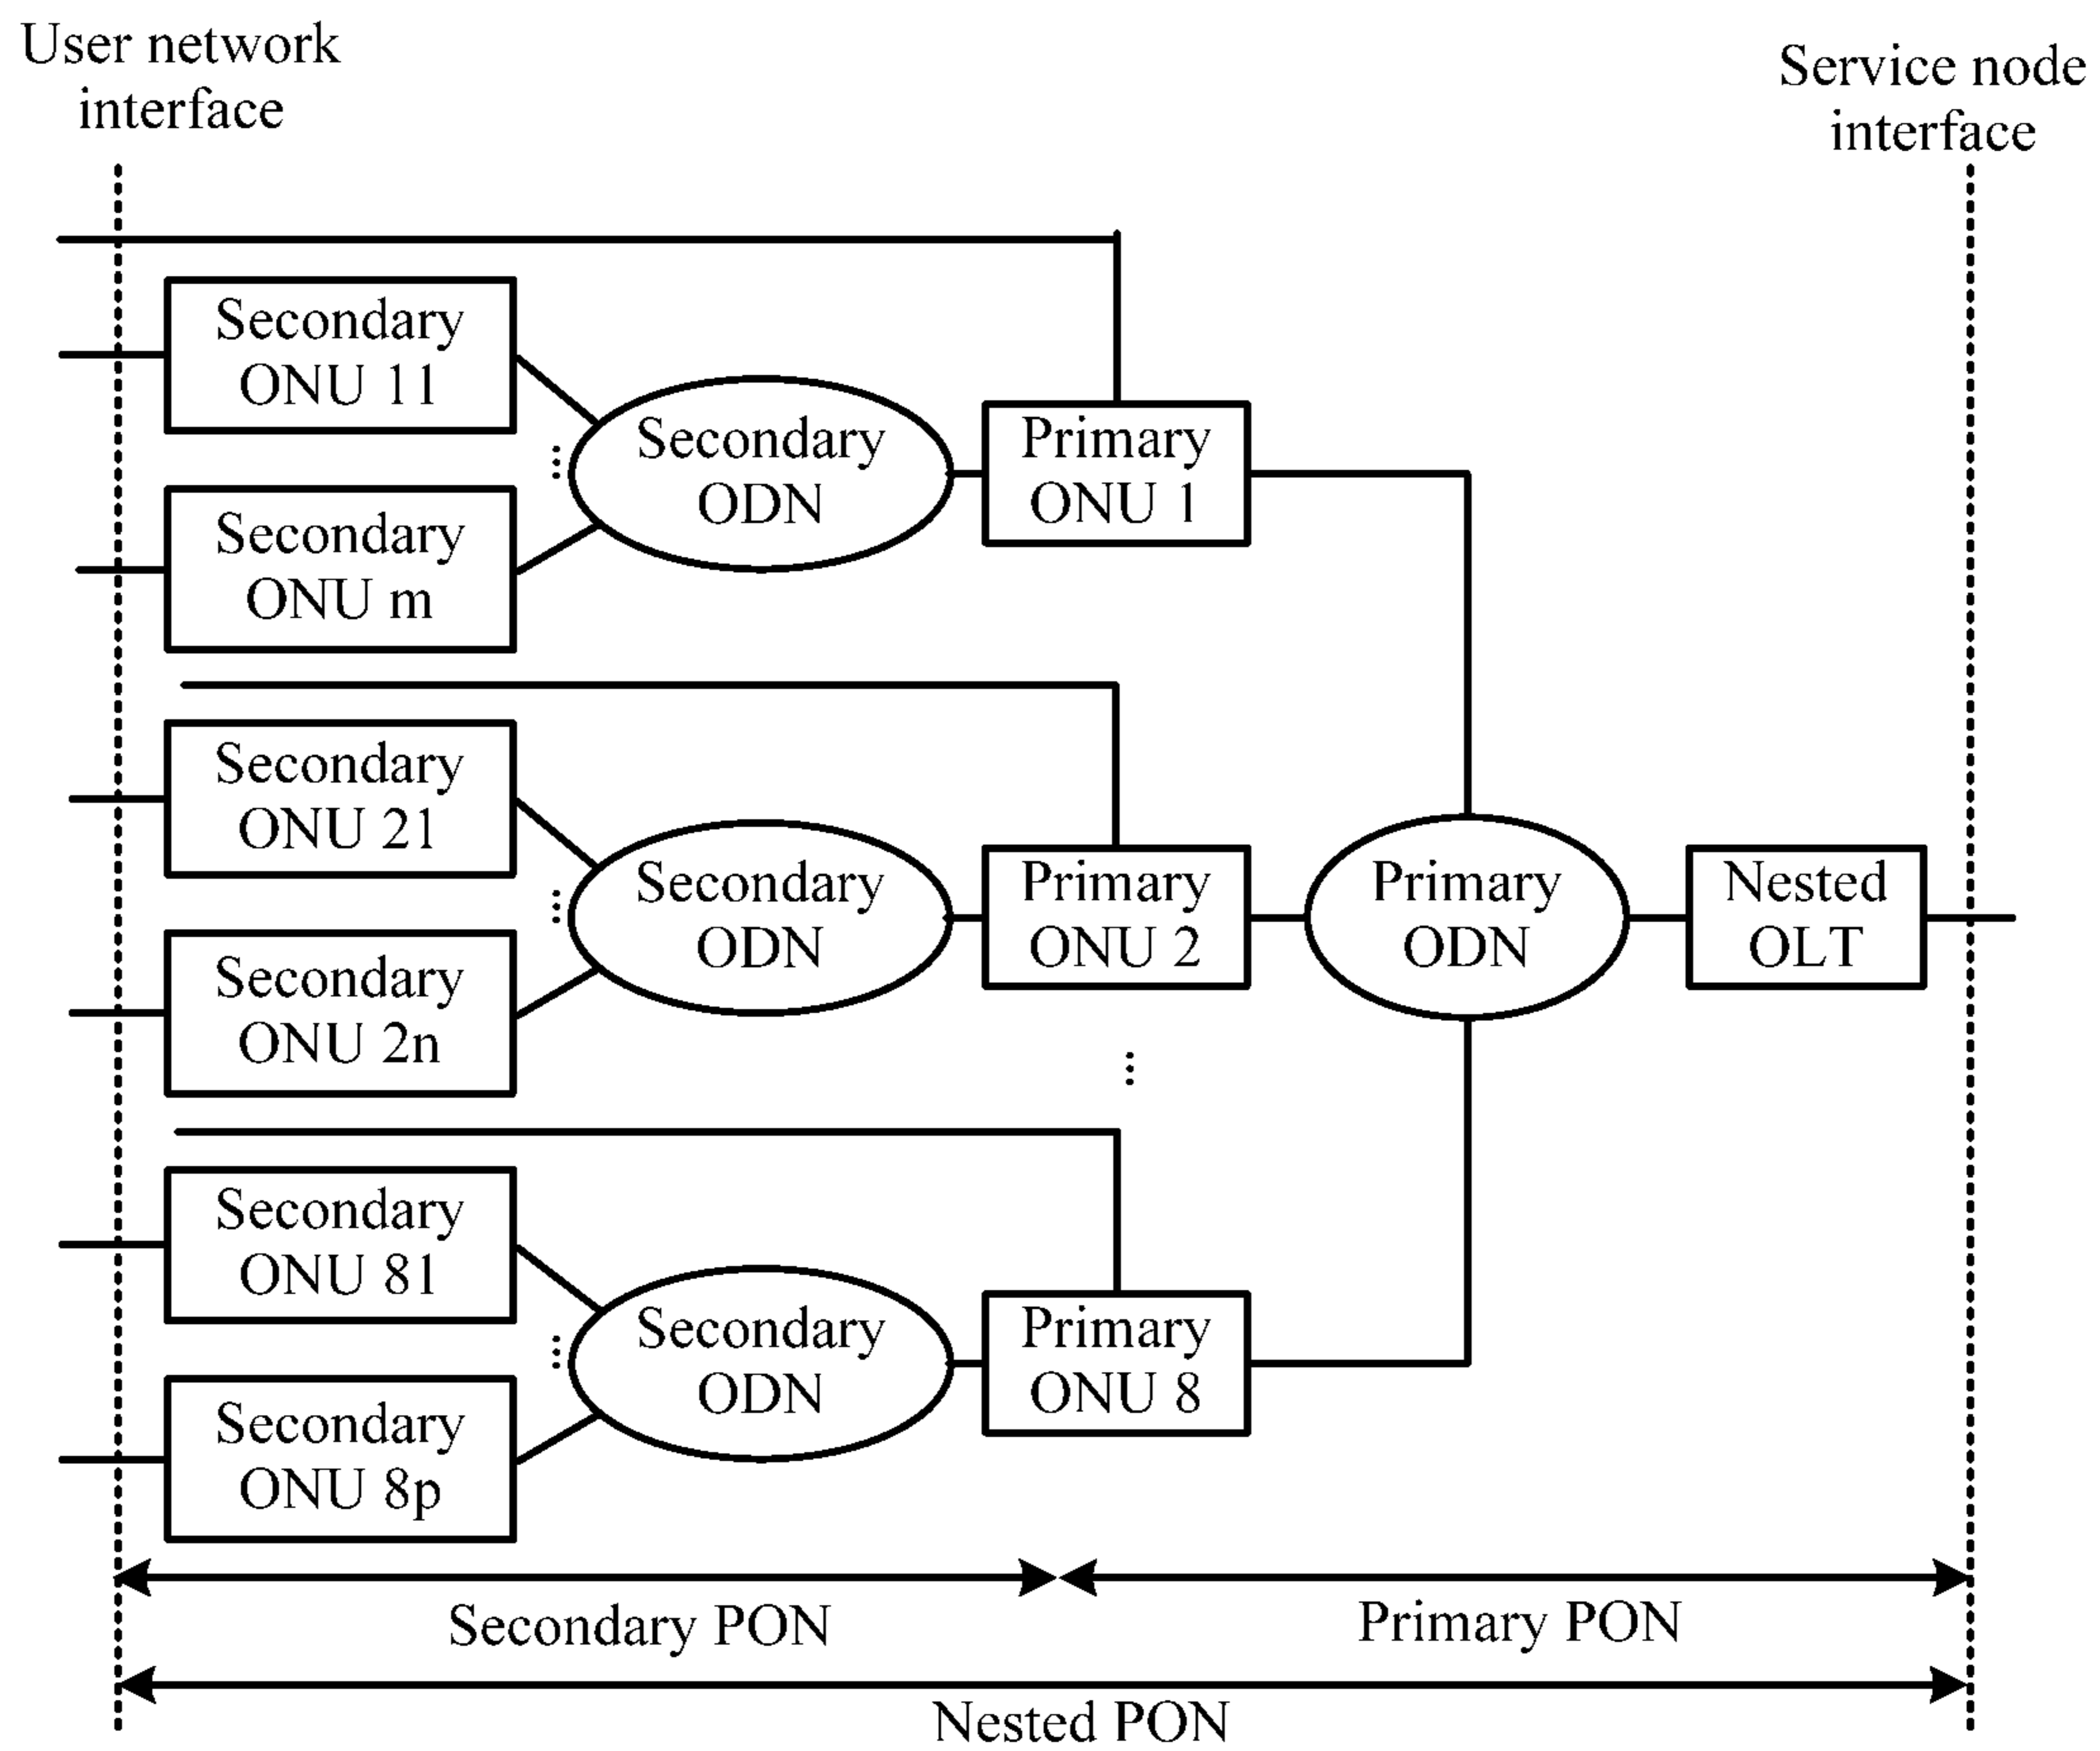 User network
interface
Service node
interface
Secondary
ONU 11
Secondary
ODN
Primary
ONU 1
Secondary
ONU m
Secondary
ONU 21
Secondary
ODN
Primary
ONU 2
Primary
ODN
Nested
OLT
Secondary
ONU 2n
Secondary
ONU 81
Secondary
ODN
Primary
ONU 8
Secondary
ONU 8p
Secondary PON
Primary PON
Nested PON